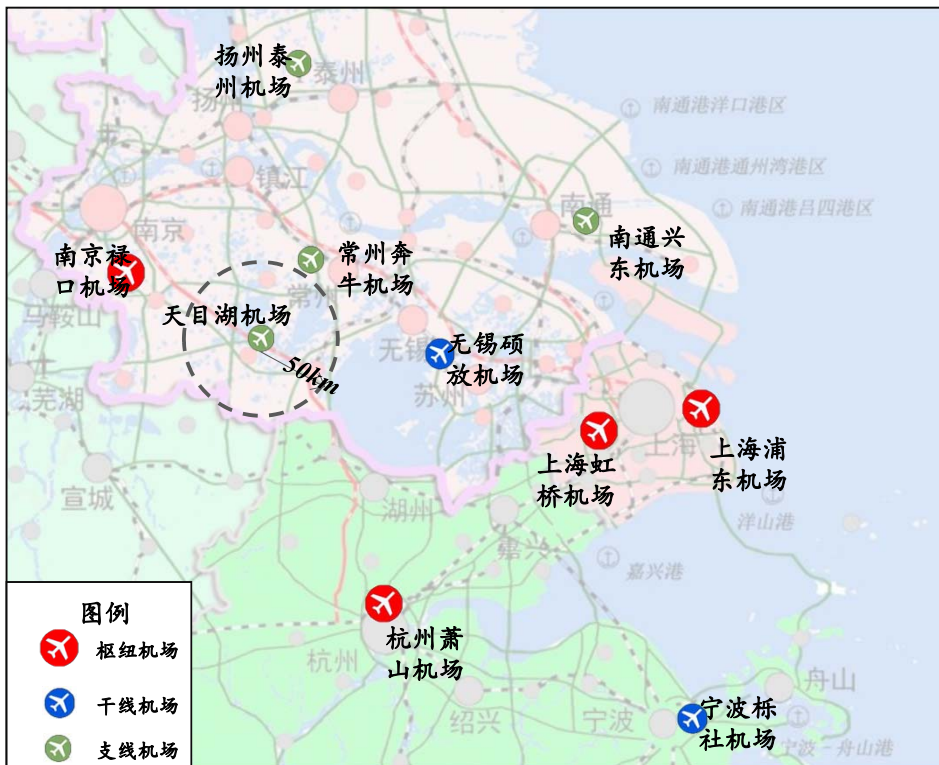 扬州泰
州机场
泰州
扬州
南通港洋口港区
镇江
南通港通州湾港区
南通
南通港吕四港区
南京
南通兴
东机场
南京禄
口机场
常州奔
牛机场
常州
天目湖机场
马鞍山
50km
无锡
无锡硕
放机场
苏州
芜湖
上海
上海浦
东机场
上海虹
桥机场
宣城
湖州
洋山港
嘉兴
嘉兴港
图例
枢纽机场
干线机场
支线机场
杭州
杭州萧
山机场
绍兴
舟山
宁波
宁波栎
社机场
宁波-舟山港